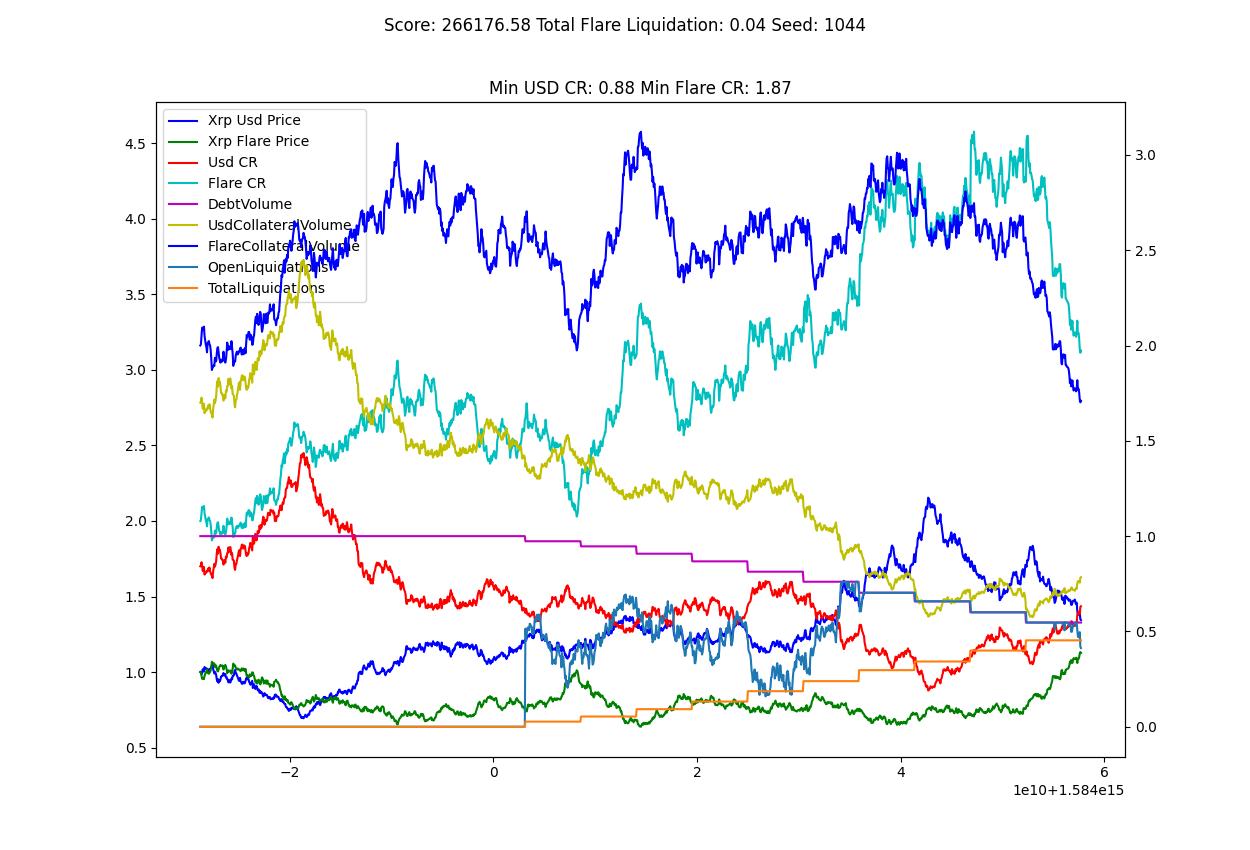 Score: 266176.58 Total Flare Liquidation: 0.04 Seed: 1044
Min USD CR: 0.88 Min Flare CR: 1.87
Xrp Usd Price
Xrp Flare Price
Usd CR
Flare CR
DebtVolume
UsdCollateralVolume
FlareCollateralVolume
OpenLiquidations
TotalLiquidations
4.5
4.0
3.5
3.0
2.5
2.0
1.5
1.0
0.5
3.0
2.5
2.0
1.5
1.0
0.5
0.0
−2
0
2
4
6
1e10+1.584e15